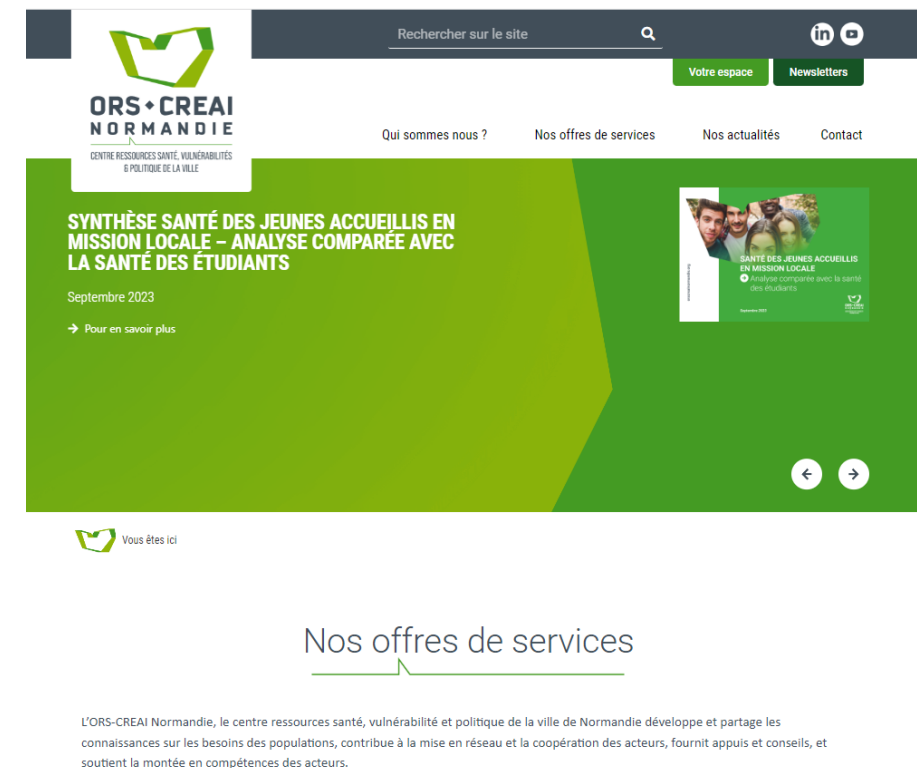 Rechercher sur le site
in
Votre espace
Newsletters
ORS+CREAI
NORMANDIE
CENTRE RESSOURCES SANTÉ, VULNÉRABILITÉS
& POLITIQUE DE LA VILLE
Qui sommes nous ?
Nos offres de services
Nos actualités
Contact
SYNTHÈSE SANTÉ DES JEUNES ACCUEILLIS EN
MISSION LOCALE – ANALYSE COMPARÉE AVEC
LA SANTÉ DES ÉTUDIANTS
Septembre 2023
→ Pour en savoir plus
SANTÉ DES JEUNES ACCUEILLIS
EN MISSION LOCALE
Analyse comparée avec la santé
des étudiants
Septembre 2023
Vous êtes ici
Nos offres de services
L'ORS-CREAI Normandie, le centre ressources santé, vulnérabilité et politique de la ville de Normandie développe et partage les
connaissances sur les besoins des populations, contribue à la mise en réseau et la coopération des acteurs, fournit appuis et conseils, et
soutient la montée en compétences des acteurs.